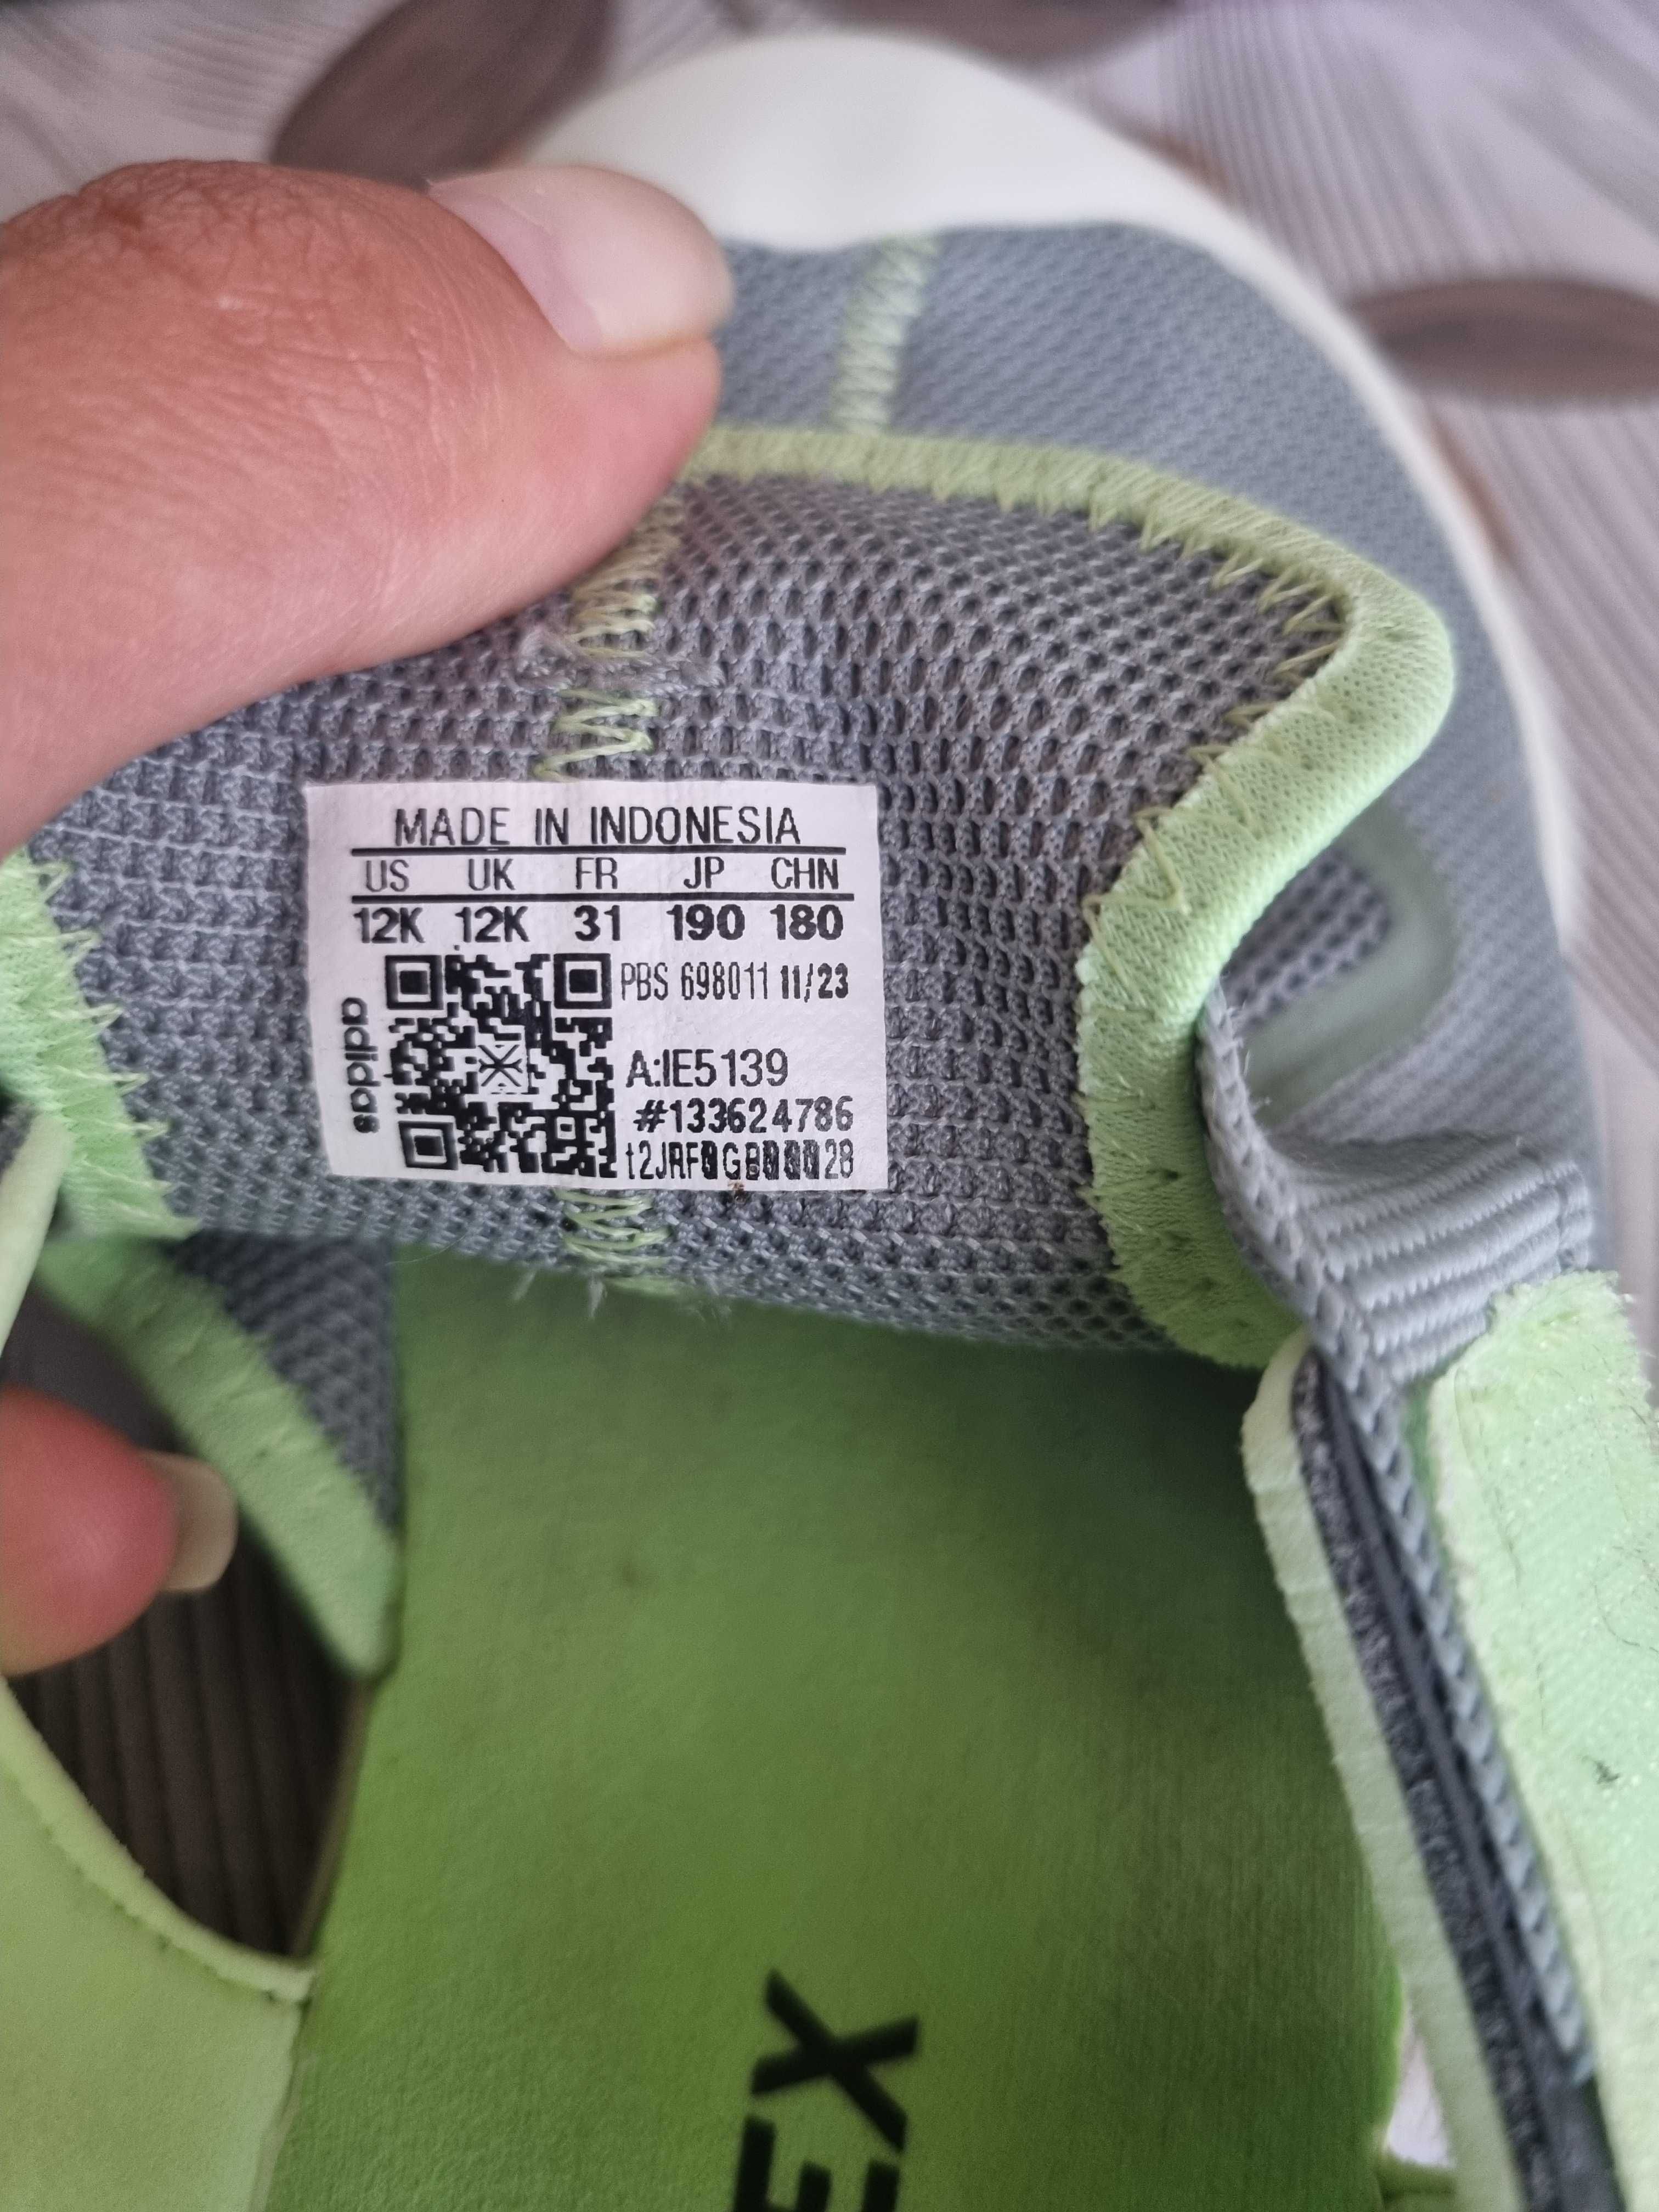 MADE IN INDONESIA
US UK FR JP CHN
12K 12K 31 190 180
PBS 698011 11/23
adidas
A:IE5139
#133624786
EX